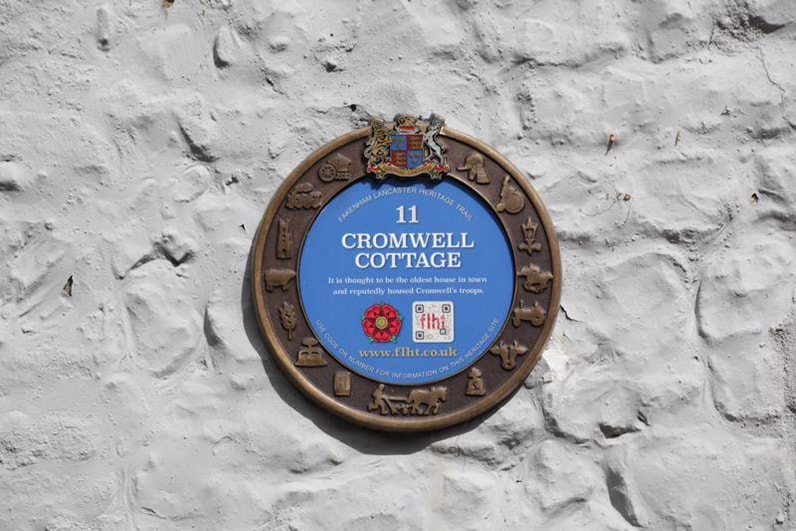 FAKENHAM LANCASTER HERITAGE TRAIL
11
CROMWELL
COTTAGE
It is thought to be the oldest house in town
and reputedly housed Cromwell's troops.
flht
www.flht.co.uk
USE CODE OR NUMBER FOR INFORMATION ON THIS HERITAGE SITE